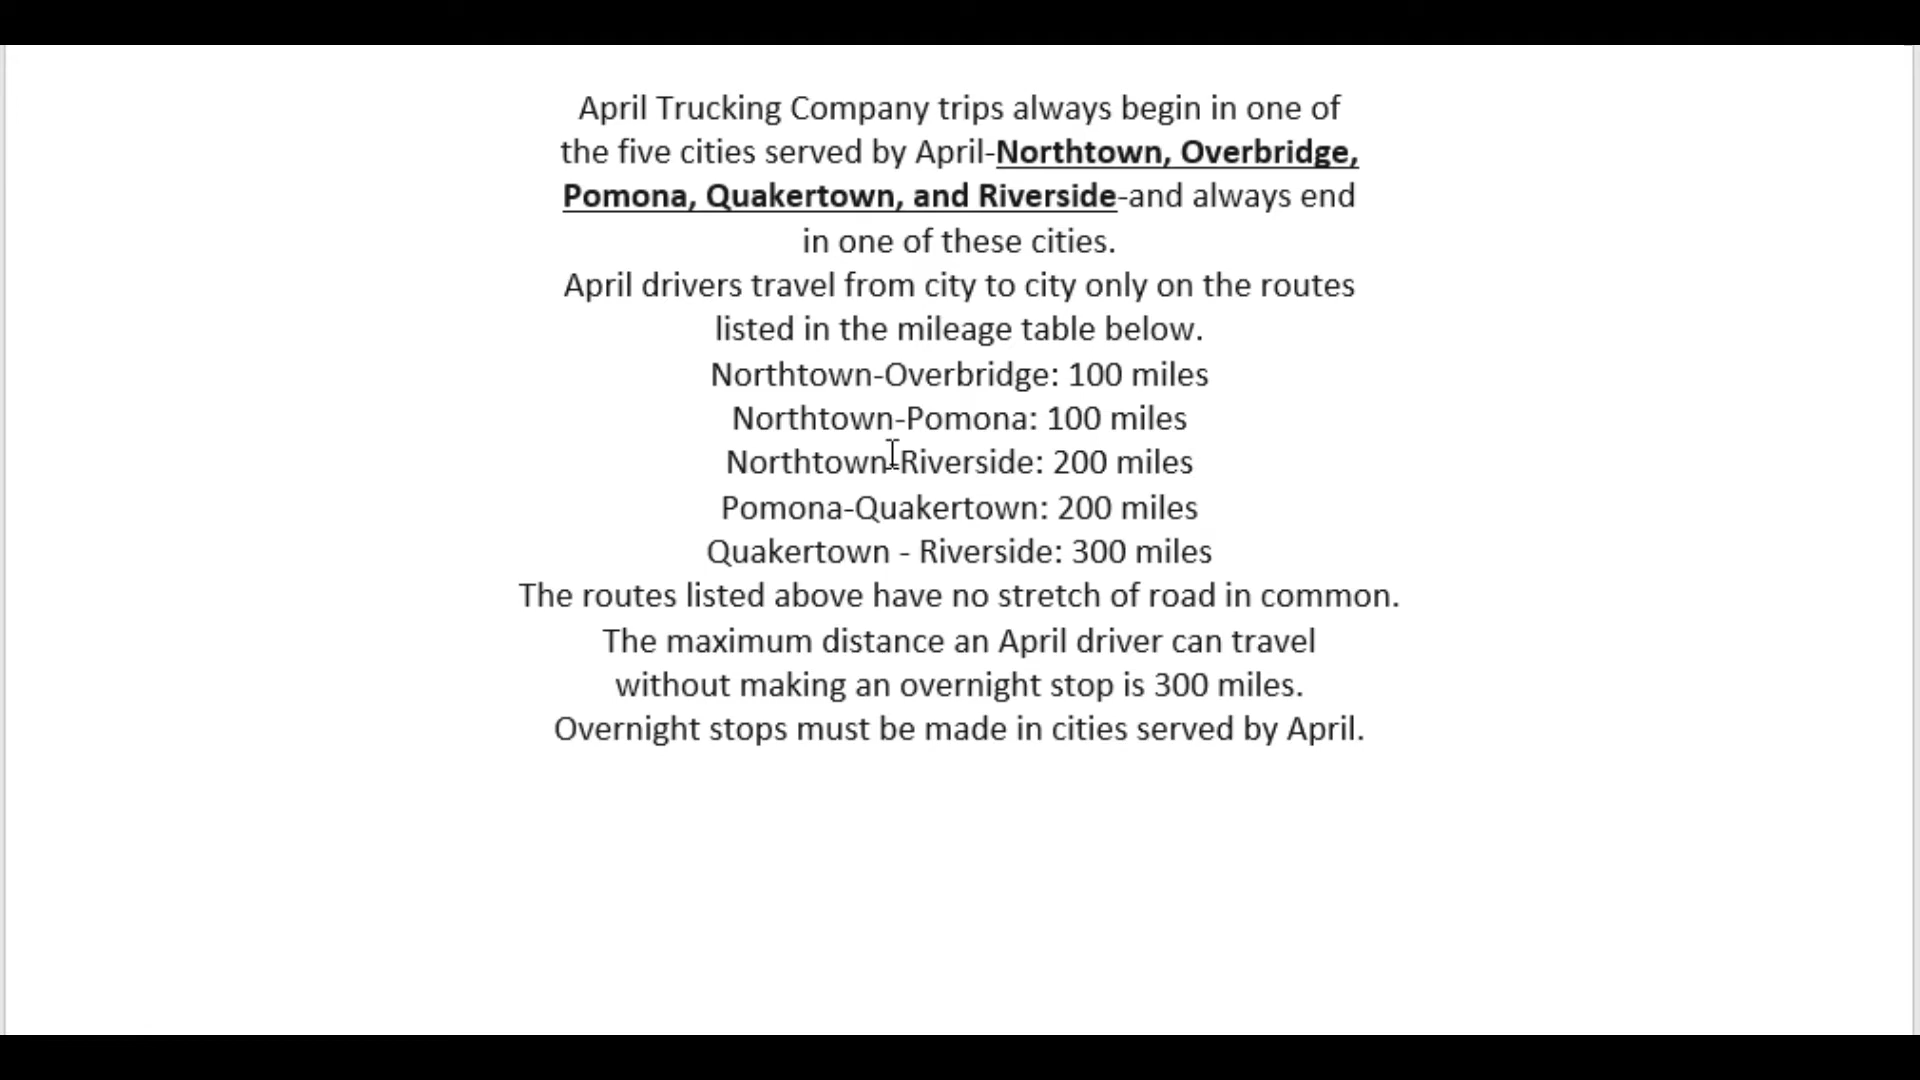 April Trucking Company trips always begin in one of
the five cities served by April-Northtown, Overbridge,
Pomona, Quakertown, and Riverside-and always end
in one of these cities.
April drivers travel from city to city only on the routes
listed in the mileage table below.
Northtown-Overbridge: 100 miles
Northtown-Pomona: 100 miles
Northtown-Riverside: 200 miles
Pomona-Quakertown: 200 miles
Quakertown - Riverside: 300 miles
The routes listed above have no stretch of road in common.
The maximum distance an April driver can travel
without making an overnight stop is 300 miles.
Overnight stops must be made in cities served by April.